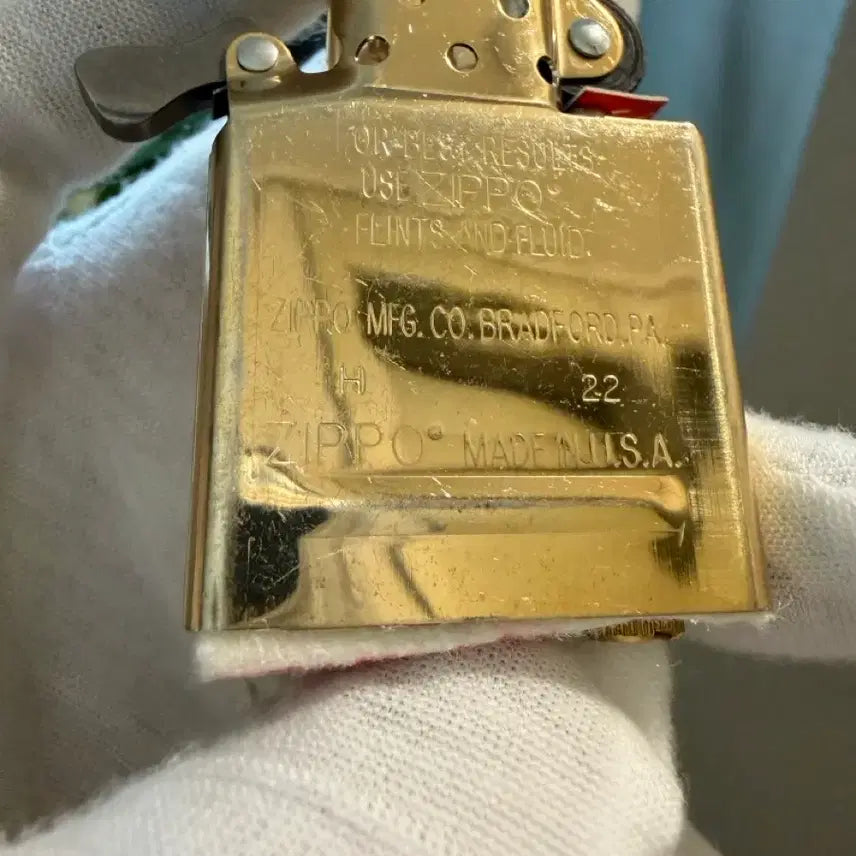 FOR BEST RESULTS
USE ZIPPO®
FLINTS AND FLUID.
ZIPPO MFG. CO. BRADFORD, PA.
H 22
ZIPPO® MADE IN U.S.A.